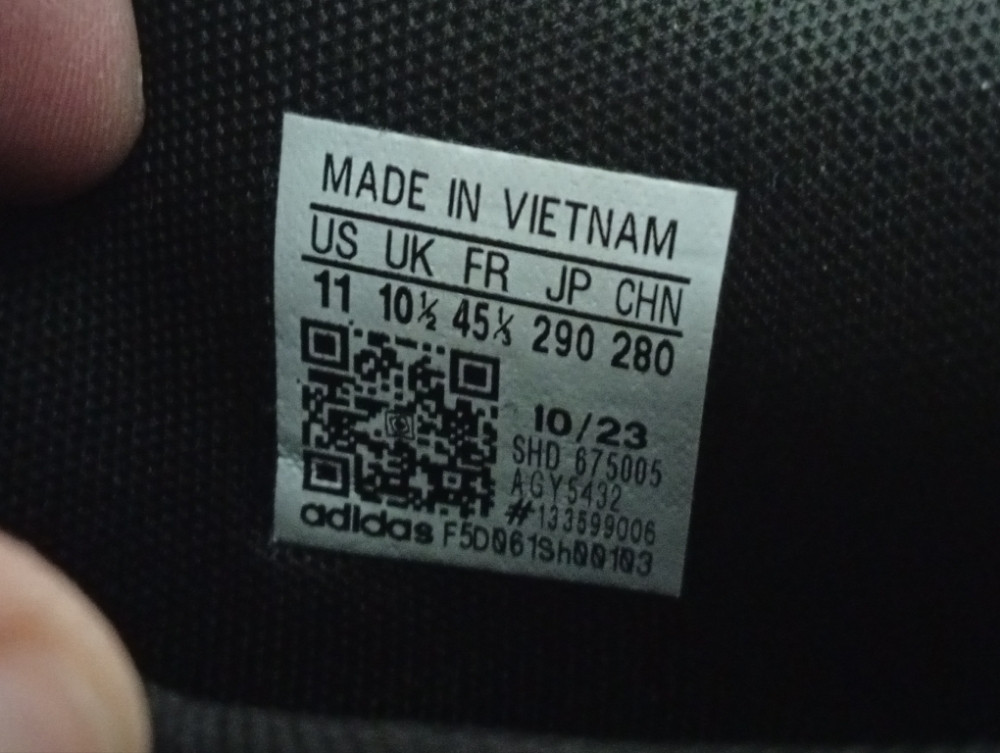 MADE IN VIETNAM
US UK FR JP CHN
11 10½ 45⅓ 290 280
10/23
SHD 675005
AGY5432
#133599006
adidas F5D061Sh00103